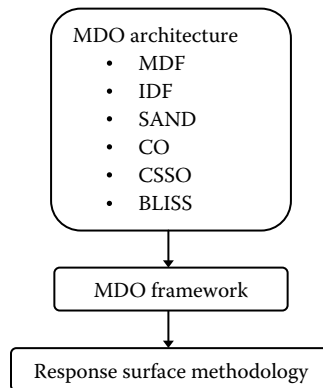 MDO architecture
• MDF
• IDF
• SAND
• CO
• CSSO
• BLISS
MDO framework
Response surface methodology